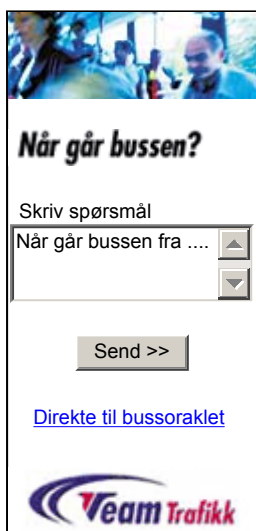 Når går bussen?
Skriv spørsmål
Når går bussen fra ....
Send >>
Direkte til bussoraklet
Team Trafikk